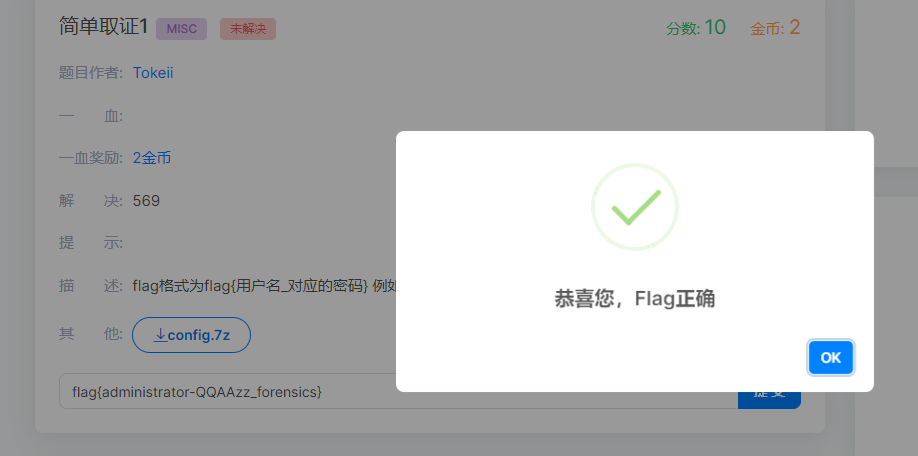 简单取证1 MISC 未解决 分数: 10 金币: 2
题目作者: Tokeii
一 血:
一血奖励: 2金币
解 决: 569
提 示:
描 述: flag格式为flag{用户名_对应的密码} 例如
其 他: config.7z
恭喜您，Flag正确
OK
flag{administrator-QQAAzz_forensics} 提交